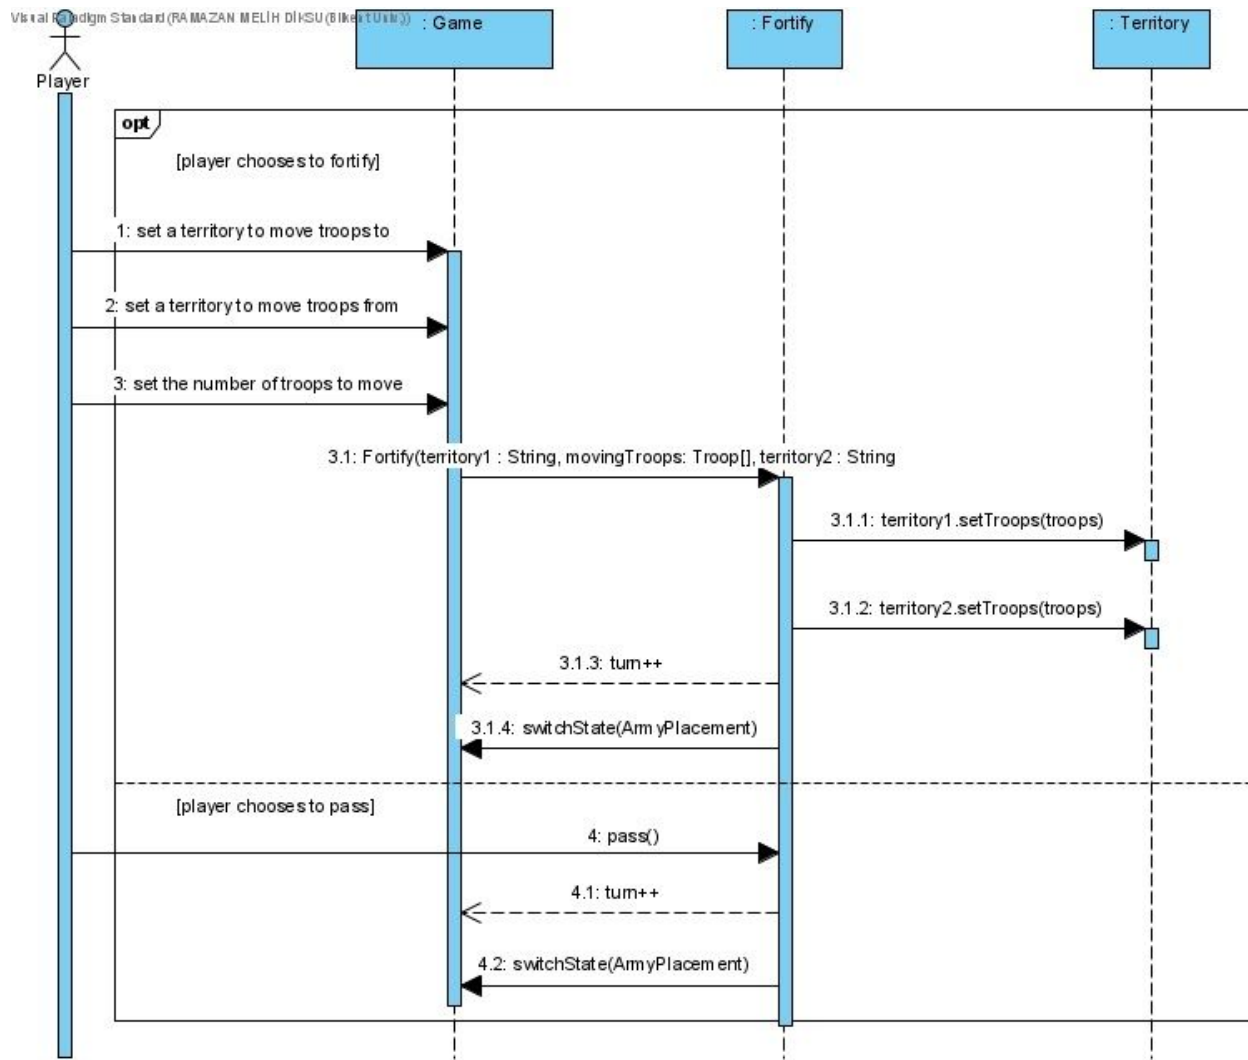 Visual Paradigm Standard (RAMAZAN MELİH DİKSU (Bilkent Univ.))
Player
: Game
: Fortify
: Territory
opt
[player chooses to fortify]
1: set a territory to move troops to
2: set a territory to move troops from
3: set the number of troops to move
3.1: Fortify(territory1 : String, movingTroops: Troop[], territory2 : String
3.1.1: territory1.setTroops(troops)
3.1.2: territory2.setTroops(troops)
3.1.3: turn++
3.1.4: switchState(ArmyPlacement)
[player chooses to pass]
4: pass()
4.1: turn++
4.2: switchState(ArmyPlacement)